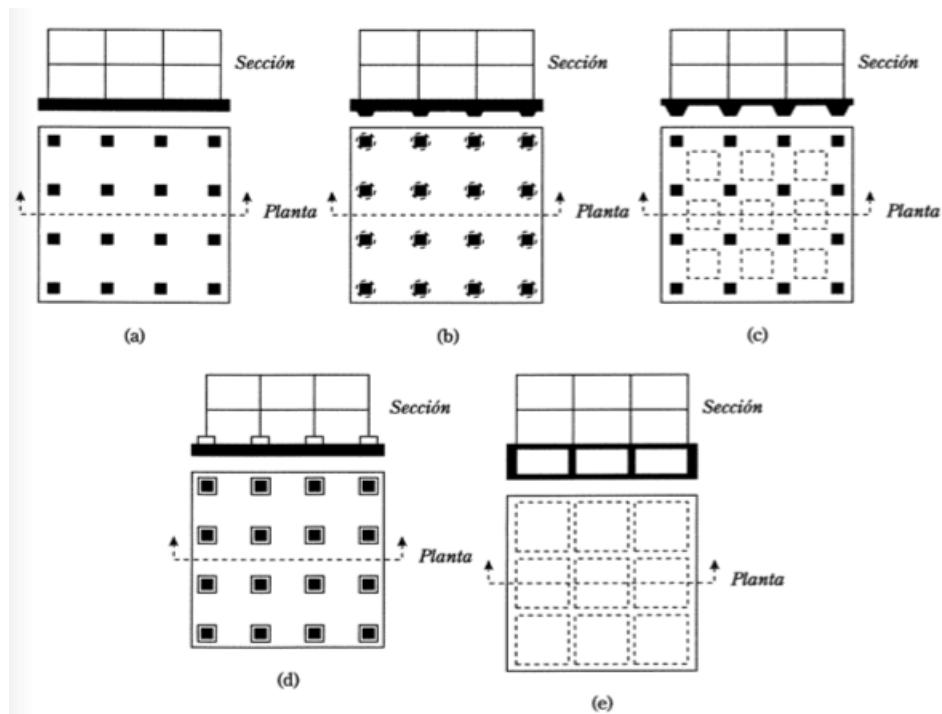 Sección
Planta
(a)
Sección
Planta
(b)
Sección
Planta
(c)
Sección
Planta
(d)
Sección
Planta
(e)